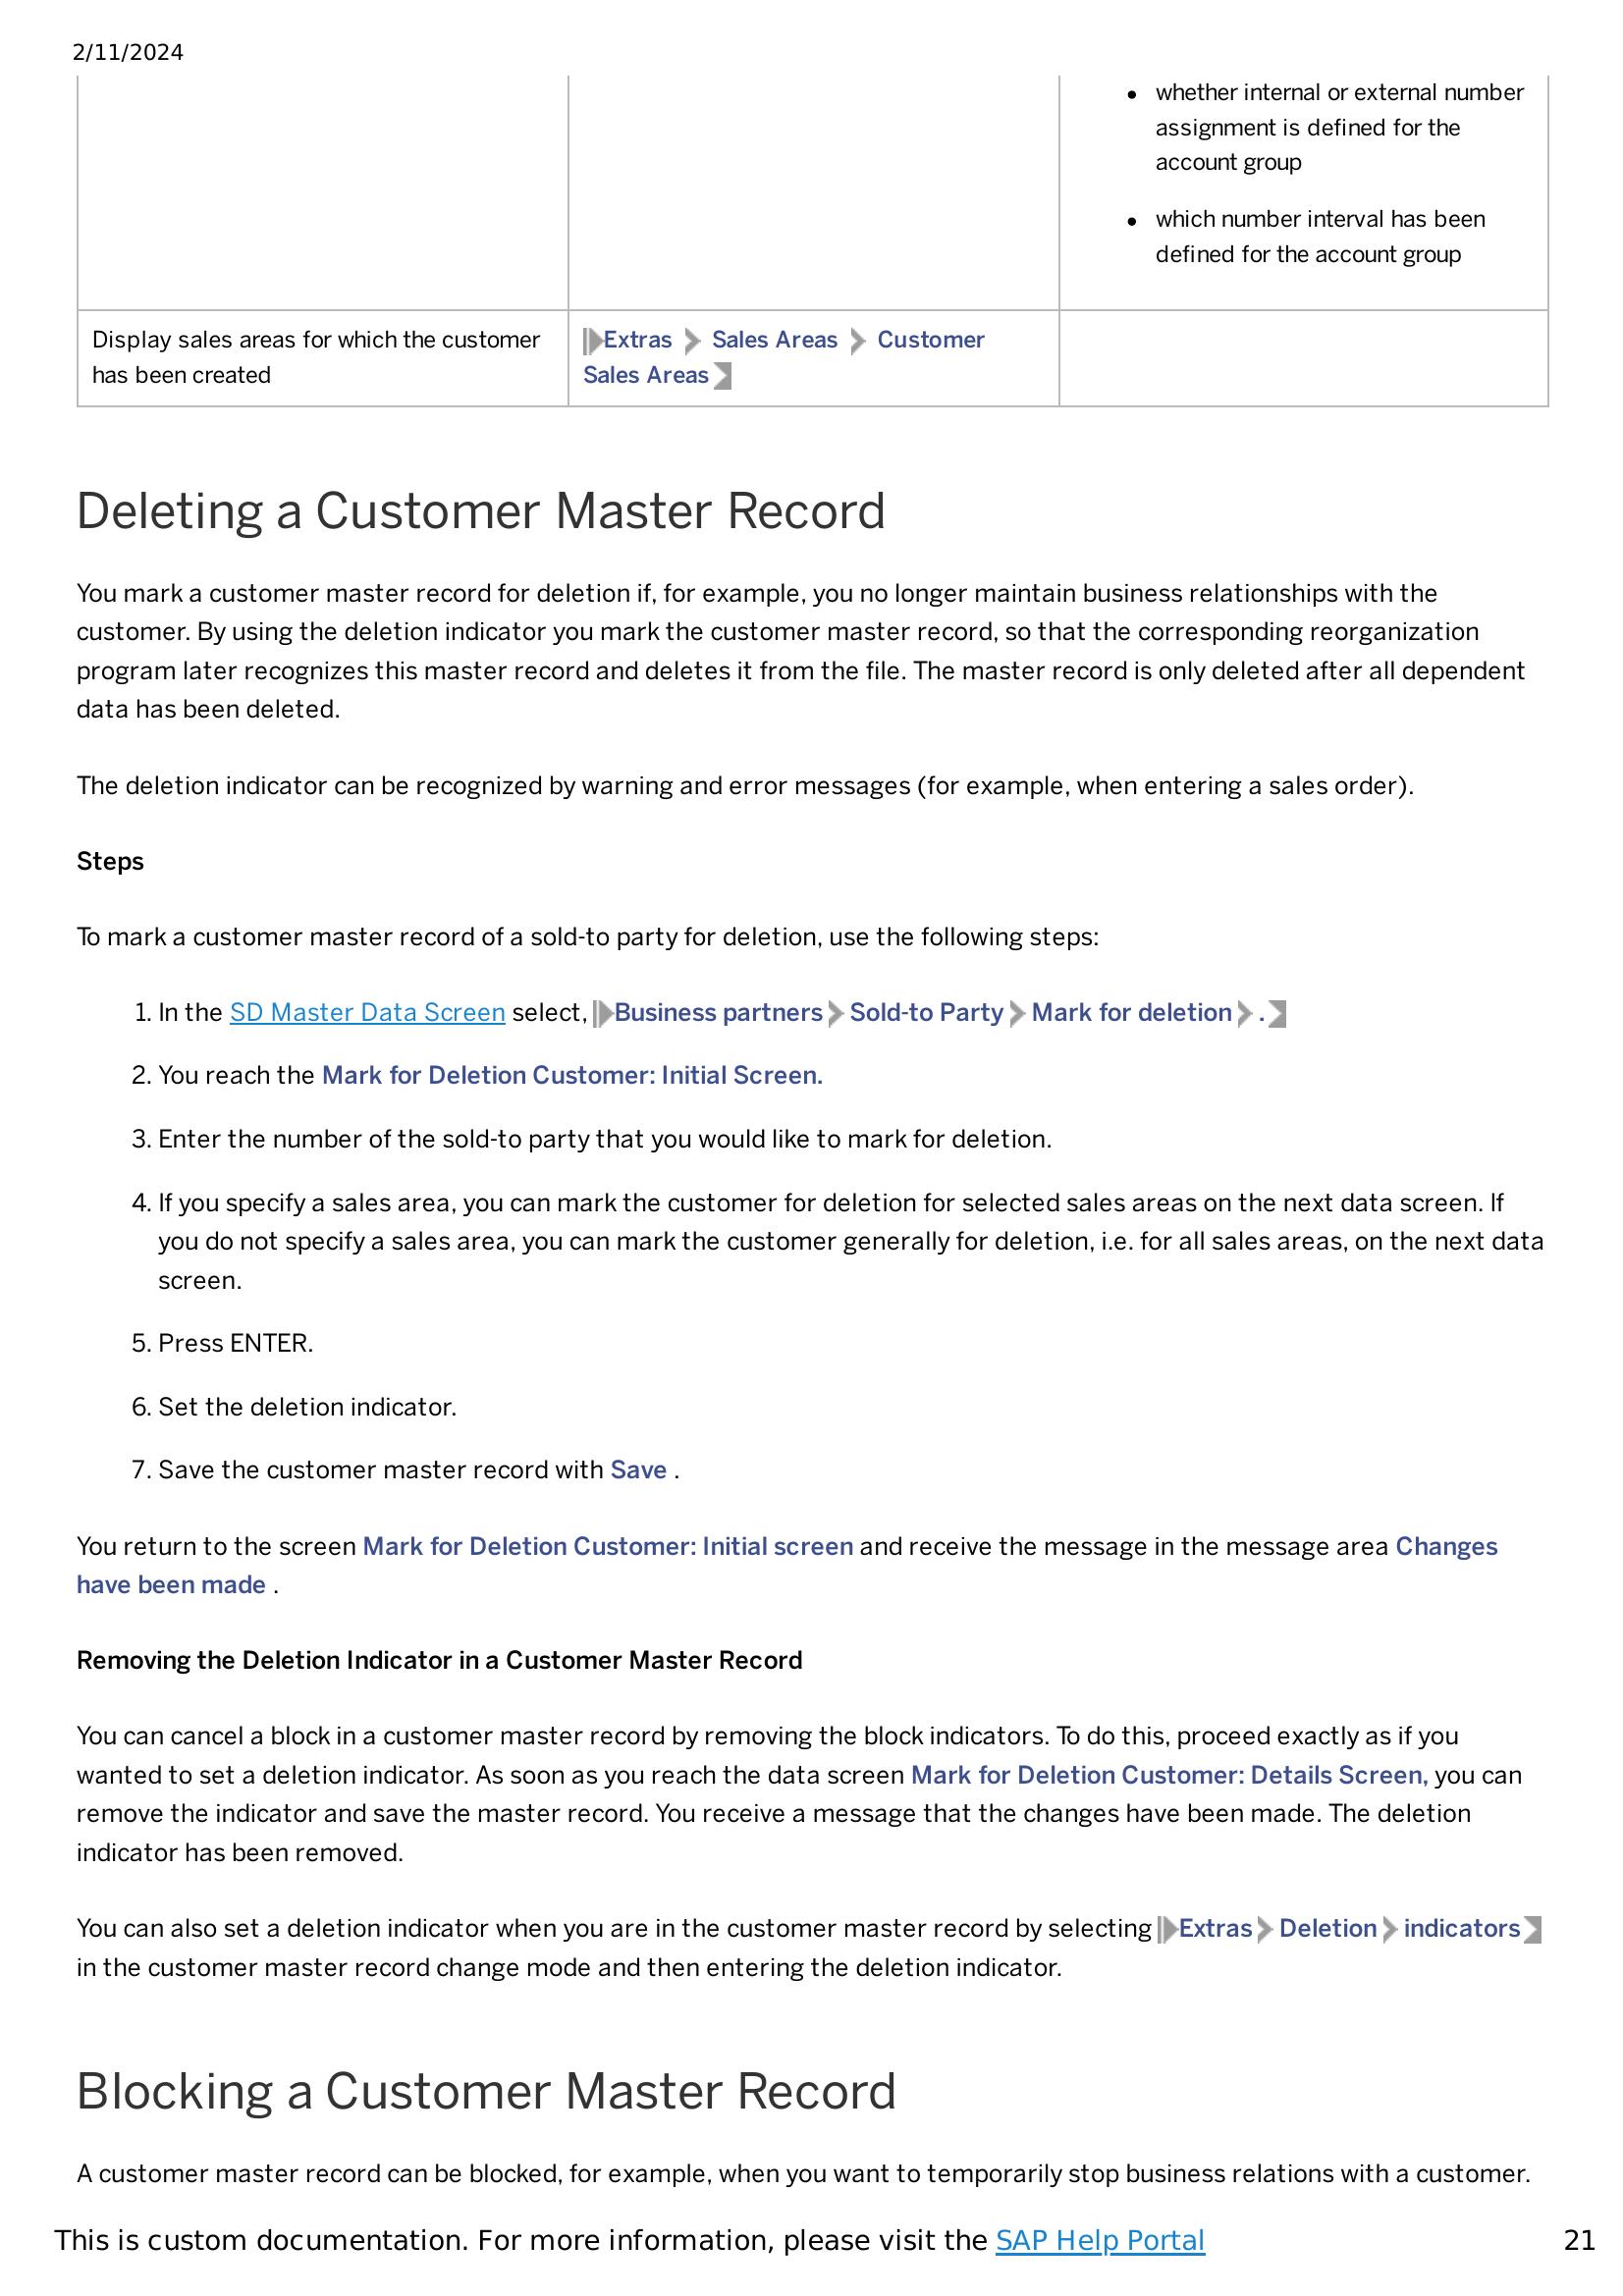 2/11/2024
• whether internal or external number
assignment is defined for the
account group
• which number interval has been
defined for the account group
Display sales areas for which the customer
has been created
Extras Sales Areas Customer
Sales Areas
Deleting a Customer Master Record
You mark a customer master record for deletion if, for example, you no longer maintain business relationships with the
customer. By using the deletion indicator you mark the customer master record, so that the corresponding reorganization
program later recognizes this master record and deletes it from the file. The master record is only deleted after all dependent
data has been deleted.
The deletion indicator can be recognized by warning and error messages (for example, when entering a sales order).
Steps
To mark a customer master record of a sold-to party for deletion, use the following steps:
1. In the SD Master Data Screen select, Business partners Sold-to Party Mark for deletion .
2. You reach the Mark for Deletion Customer: Initial Screen.
3. Enter the number of the sold-to party that you would like to mark for deletion.
4. If you specify a sales area, you can mark the customer for deletion for selected sales areas on the next data screen. If
you do not specify a sales area, you can mark the customer generally for deletion, i.e. for all sales areas, on the next data
screen.
5. Press ENTER.
6. Set the deletion indicator.
7. Save the customer master record with Save .
You return to the screen Mark for Deletion Customer: Initial screen and receive the message in the message area Changes
have been made .
Removing the Deletion Indicator in a Customer Master Record
You can cancel a block in a customer master record by removing the block indicators. To do this, proceed exactly as if you
wanted to set a deletion indicator. As soon as you reach the data screen Mark for Deletion Customer: Details Screen, you can
remove the indicator and save the master record. You receive a message that the changes have been made. The deletion
indicator has been removed.
You can also set a deletion indicator when you are in the customer master record by selecting Extras Deletion indicators
in the customer master record change mode and then entering the deletion indicator.
Blocking a Customer Master Record
A customer master record can be blocked, for example, when you want to temporarily stop business relations with a customer.
This is custom documentation. For more information, please visit the SAP Help Portal
21